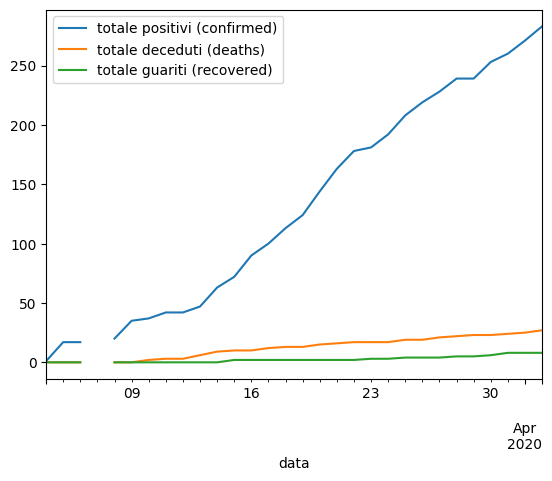 totale positivi (confirmed)
totale deceduti (deaths)
totale guariti (recovered)
250
200
150
100
50
0
09
16
23
30
Apr
2020
data